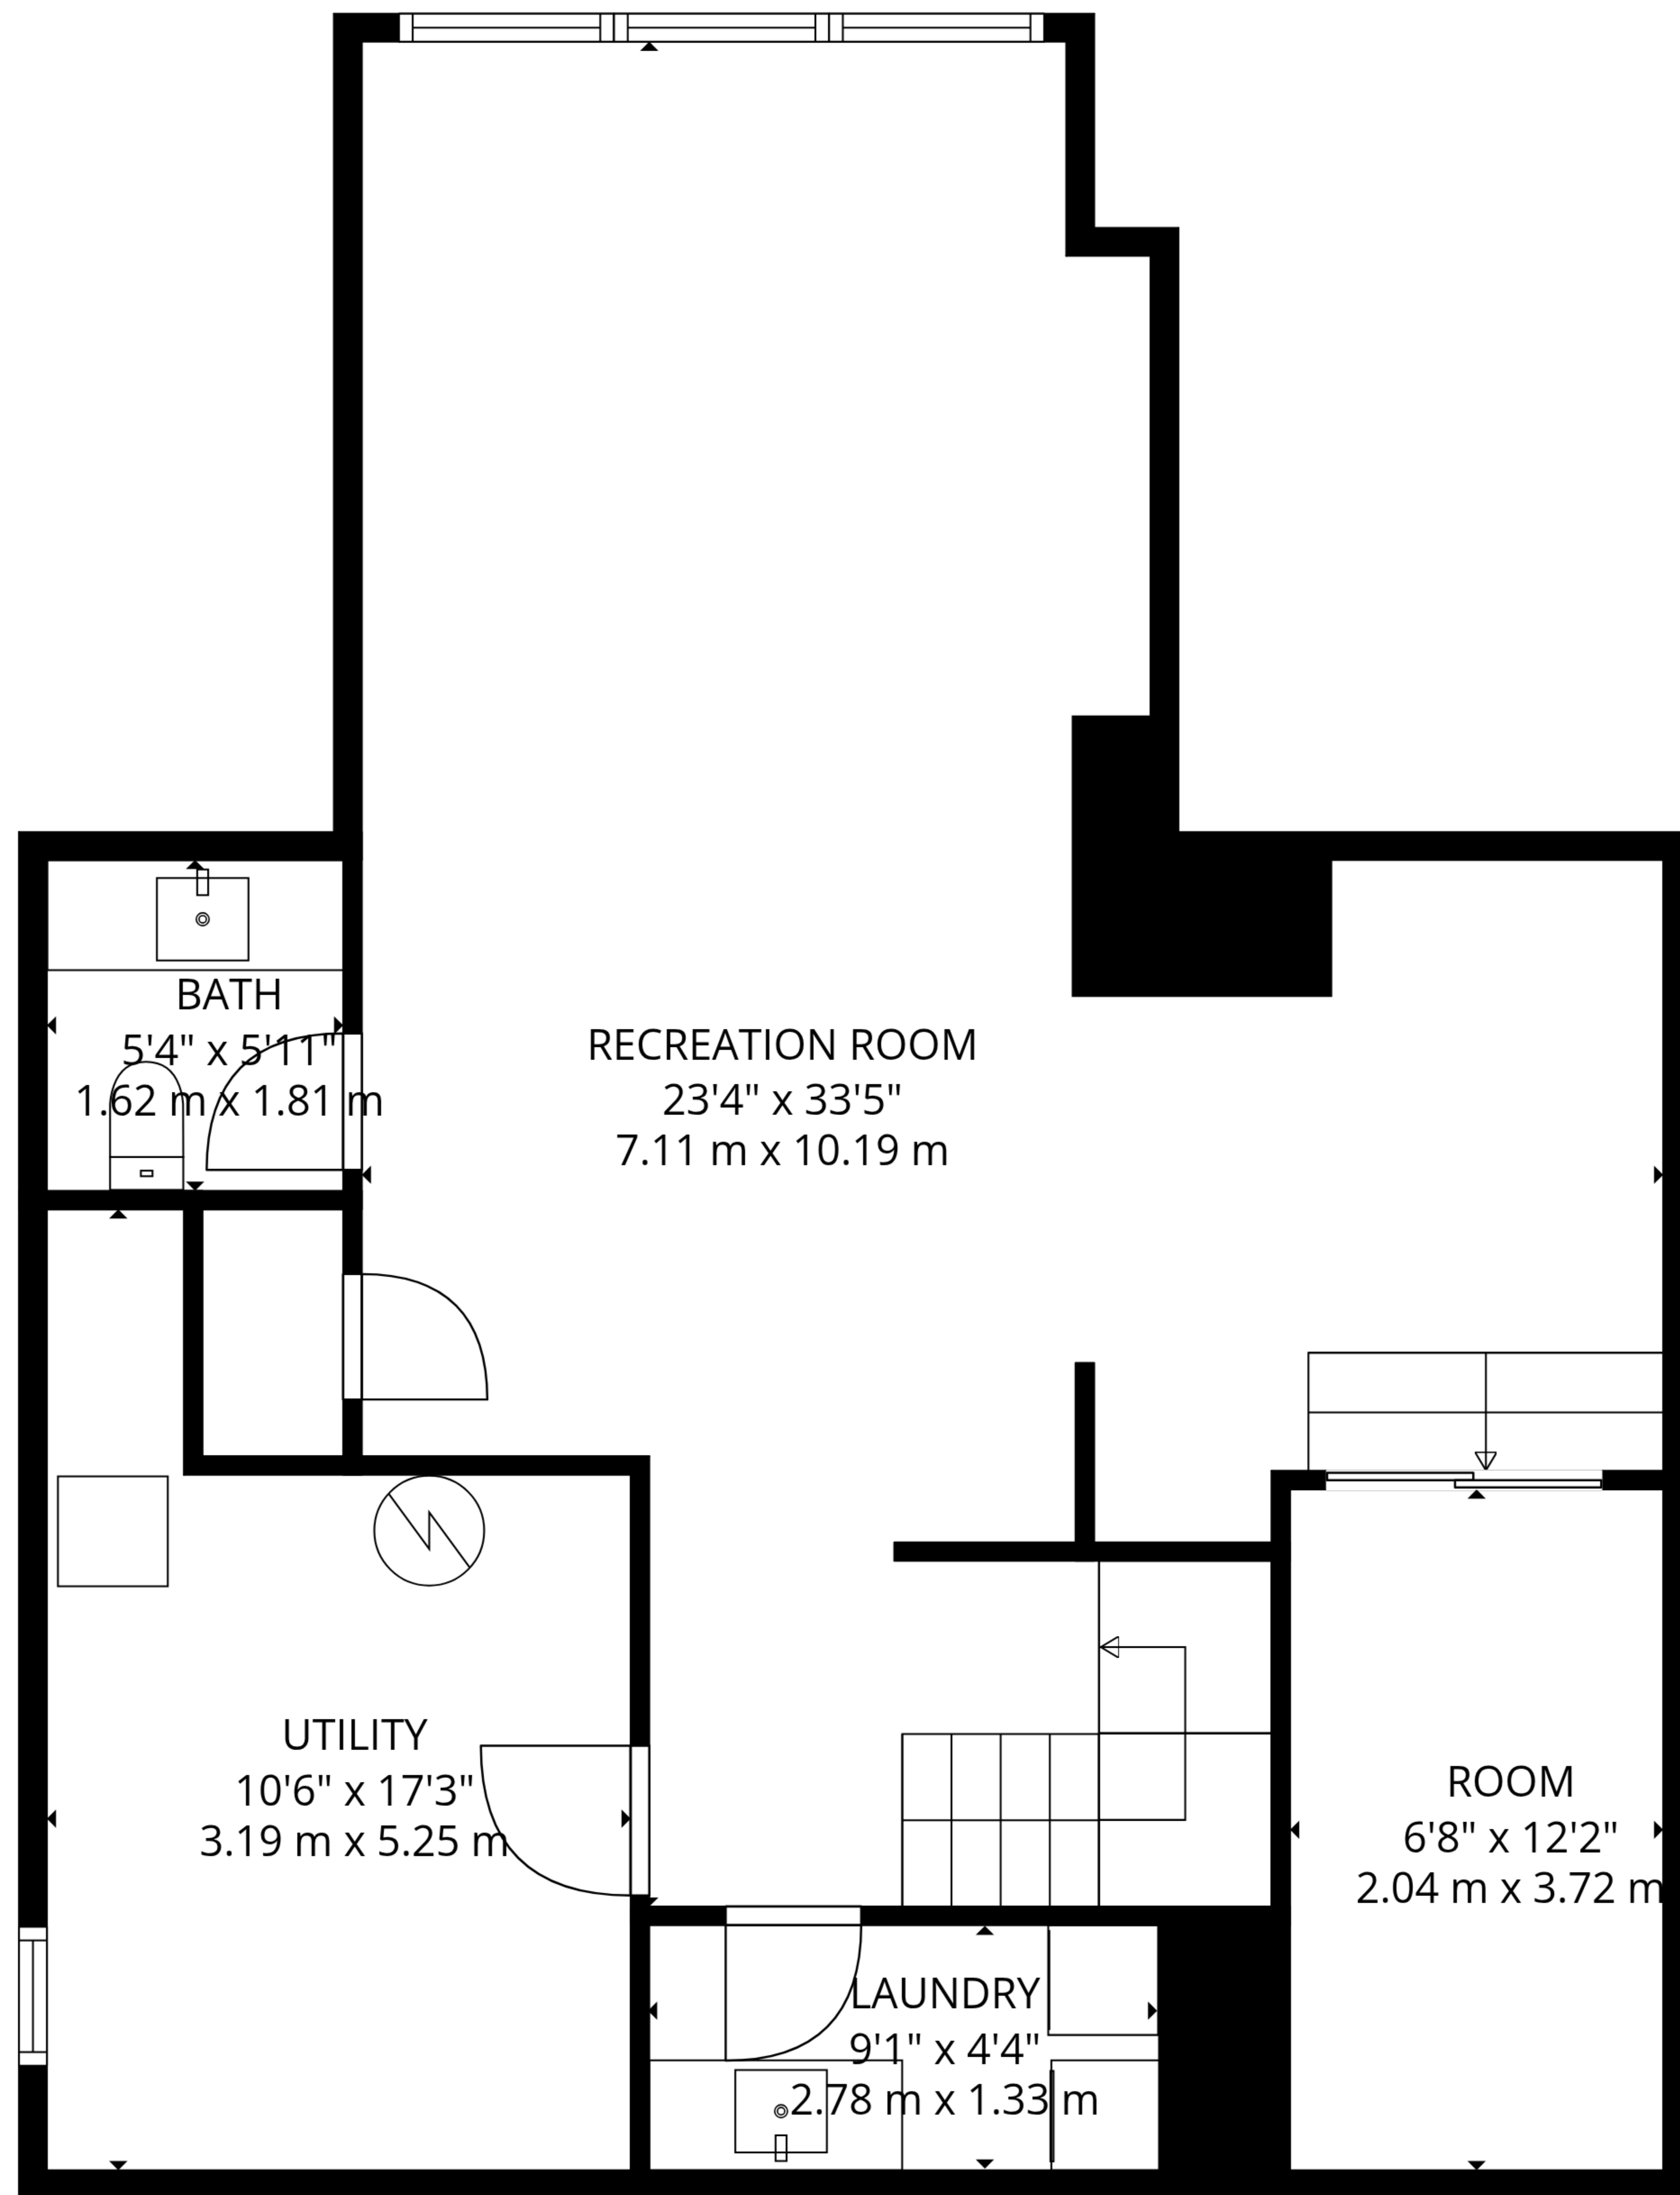 BATH
5'4" x 5'11"
1.62 m x 1.81 m
RECREATION ROOM
23'4" x 33'5"
7.11 m x 10.19 m
UTILITY
10'6" x 17'3"
3.19 m x 5.25 m
ROOM
6'8" x 12'2"
2.04 m x 3.72 m
LAUNDRY
9'1" x 4'4"
2.78 m x 1.33 m